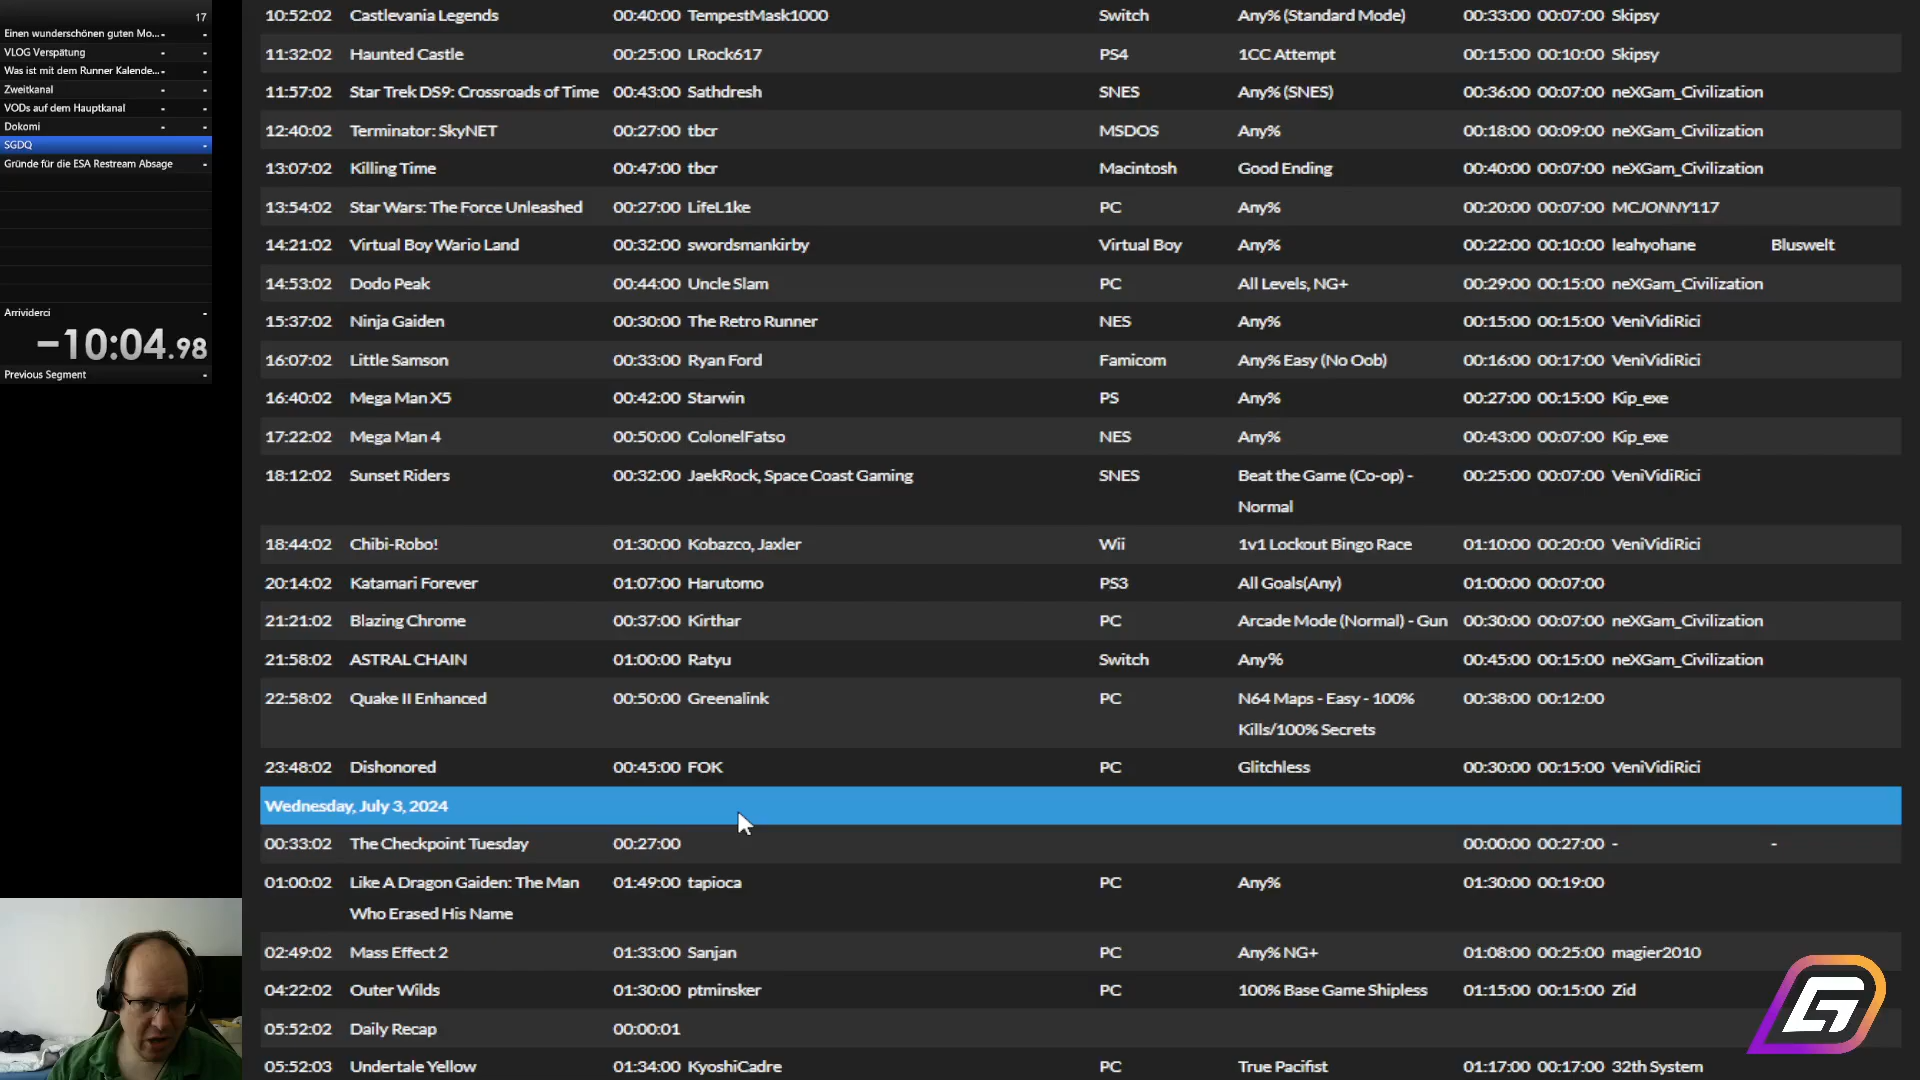 17
Einen wunderschönen guten Mo... - -
VLOG Verspätung - -
Was ist mit dem Runner Kalende... - -
Zweitkanal - -
VODs auf dem Hauptkanal - -
Dokomi - -
SGDQ -
Gründe für die ESA Restream Absage -
Arriviederci -
-10:04.98
Previous Segment -
10:52:02 Castlevania Legends 00:40:00 TempestMask1000 Switch Any% (Standard Mode) 00:33:00 00:07:00 Skipsy
11:32:02 Haunted Castle 00:25:00 LRock617 PS4 1CC Attempt 00:15:00 00:10:00 Skipsy
11:57:02 Star Trek DS9: Crossroads of Time 00:43:00 Sathdresh SNES Any% (SNES) 00:36:00 00:07:00 neXGam_Civilization
12:40:02 Terminator: SkyNET 00:27:00 tbcr MSDOS Any% 00:18:00 00:09:00 neXGam_Civilization
13:07:02 Killing Time 00:47:00 tbcr Macintosh Good Ending 00:40:00 00:07:00 neXGam_Civilization
13:54:02 Star Wars: The Force Unleashed 00:27:00 LifeL1ke PC Any% 00:20:00 00:07:00 MCJONNY117
14:21:02 Virtual Boy Wario Land 00:32:00 swordsmankirby Virtual Boy Any% 00:22:00 00:10:00 leahyohane Bluswelt
14:53:02 Dodo Peak 00:44:00 Uncle Slam PC All Levels, NG+ 00:29:00 00:15:00 neXGam_Civilization
15:37:02 Ninja Gaiden 00:30:00 The Retro Runner NES Any% 00:15:00 00:15:00 VeniVidiRici
16:07:02 Little Samson 00:33:00 Ryan Ford Famicom Any% Easy (No Oob) 00:16:00 00:17:00 VeniVidiRici
16:40:02 Mega Man X5 00:42:00 Starwin PS Any% 00:27:00 00:15:00 Kip_exe
17:22:02 Mega Man 4 00:50:00 ColonelFatso NES Any% 00:43:00 00:07:00 Kip_exe
18:12:02 Sunset Riders 00:32:00 JaekRock, Space Coast Gaming SNES Beat the Game (Co-op) - 00:25:00 00:07:00 VeniVidiRici
Normal
18:44:02 Chibi-Robo! 01:30:00 Kobazco, Jaxler Wii 1v1 Lockout Bingo Race 01:10:00 00:20:00 VeniVidiRici
20:14:02 Katamari Forever 01:07:00 Harutomo PS3 All Goals(Any) 01:00:00 00:07:00
21:21:02 Blazing Chrome 00:37:00 Kirthar PC Arcade Mode (Normal) - Gun 00:30:00 00:07:00 neXGam_Civilization
21:58:02 ASTRAL CHAIN 01:00:00 Ratyu Switch Any% 00:45:00 00:15:00 neXGam_Civilization
22:58:02 Quake II Enhanced 00:50:00 Greenalink PC N64 Maps - Easy - 100% 00:38:00 00:12:00
Kills/100% Secrets
23:48:02 Dishonored 00:45:00 FOK PC Glitchless 00:30:00 00:15:00 VeniVidiRici
Wednesday, July 3, 2024
00:33:02 The Checkpoint Tuesday 00:27:00 00:00:00 00:27:00 - -
01:00:02 Like A Dragon Gaiden: The Man 01:49:00 tapioca PC Any% 01:30:00 00:19:00
Who Erased His Name
02:49:02 Mass Effect 2 01:33:00 Sanjan PC Any% NG+ 01:08:00 00:25:00 magier2010
04:22:02 Outer Wilds 01:30:00 ptminsker PC 100% Base Game Shipless 01:15:00 00:15:00 Zid
05:52:02 Daily Recap 00:00:01
05:52:03 Undertale Yellow 01:34:00 KyoshiCadre PC True Pacifist 01:17:00 00:17:00 32th System